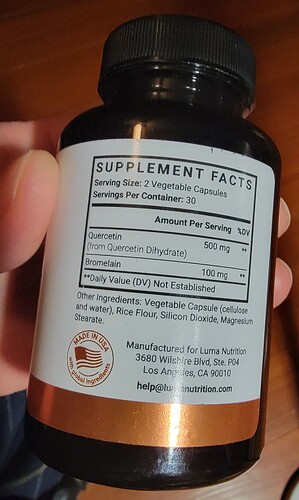 SUPPLEMENT FACTS
Serving Size: 2 Vegetable Capsules
Servings Per Container: 30
Amount Per Serving %DV
Quercetin 500 mg **
(from Quercetin Dihydrate)
Bromelain 100 mg **
**Daily Value (DV) Not Established
Other Ingredients: Vegetable Capsule (cellulose
and water), Rice Flour, Silicon Dioxide, Magnesium
Stearate.
MADE IN USA
with Global Ingredients
Manufactured for Luma Nutrition
3680 Wilshire Blvd, Ste. P04
Los Angeles, CA 90010
help@lumanutrition.com